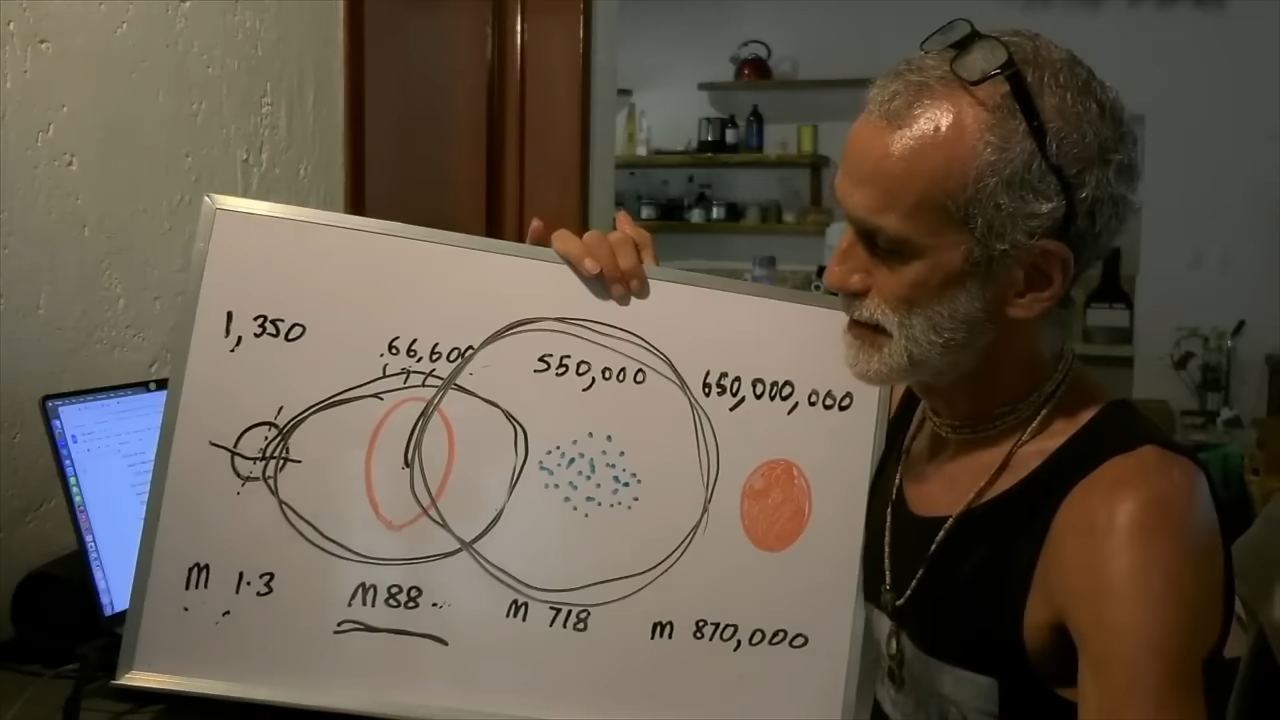 1,350
66,600
550,000
650,000,000
m 1.3
M88
m 718
m 870,000